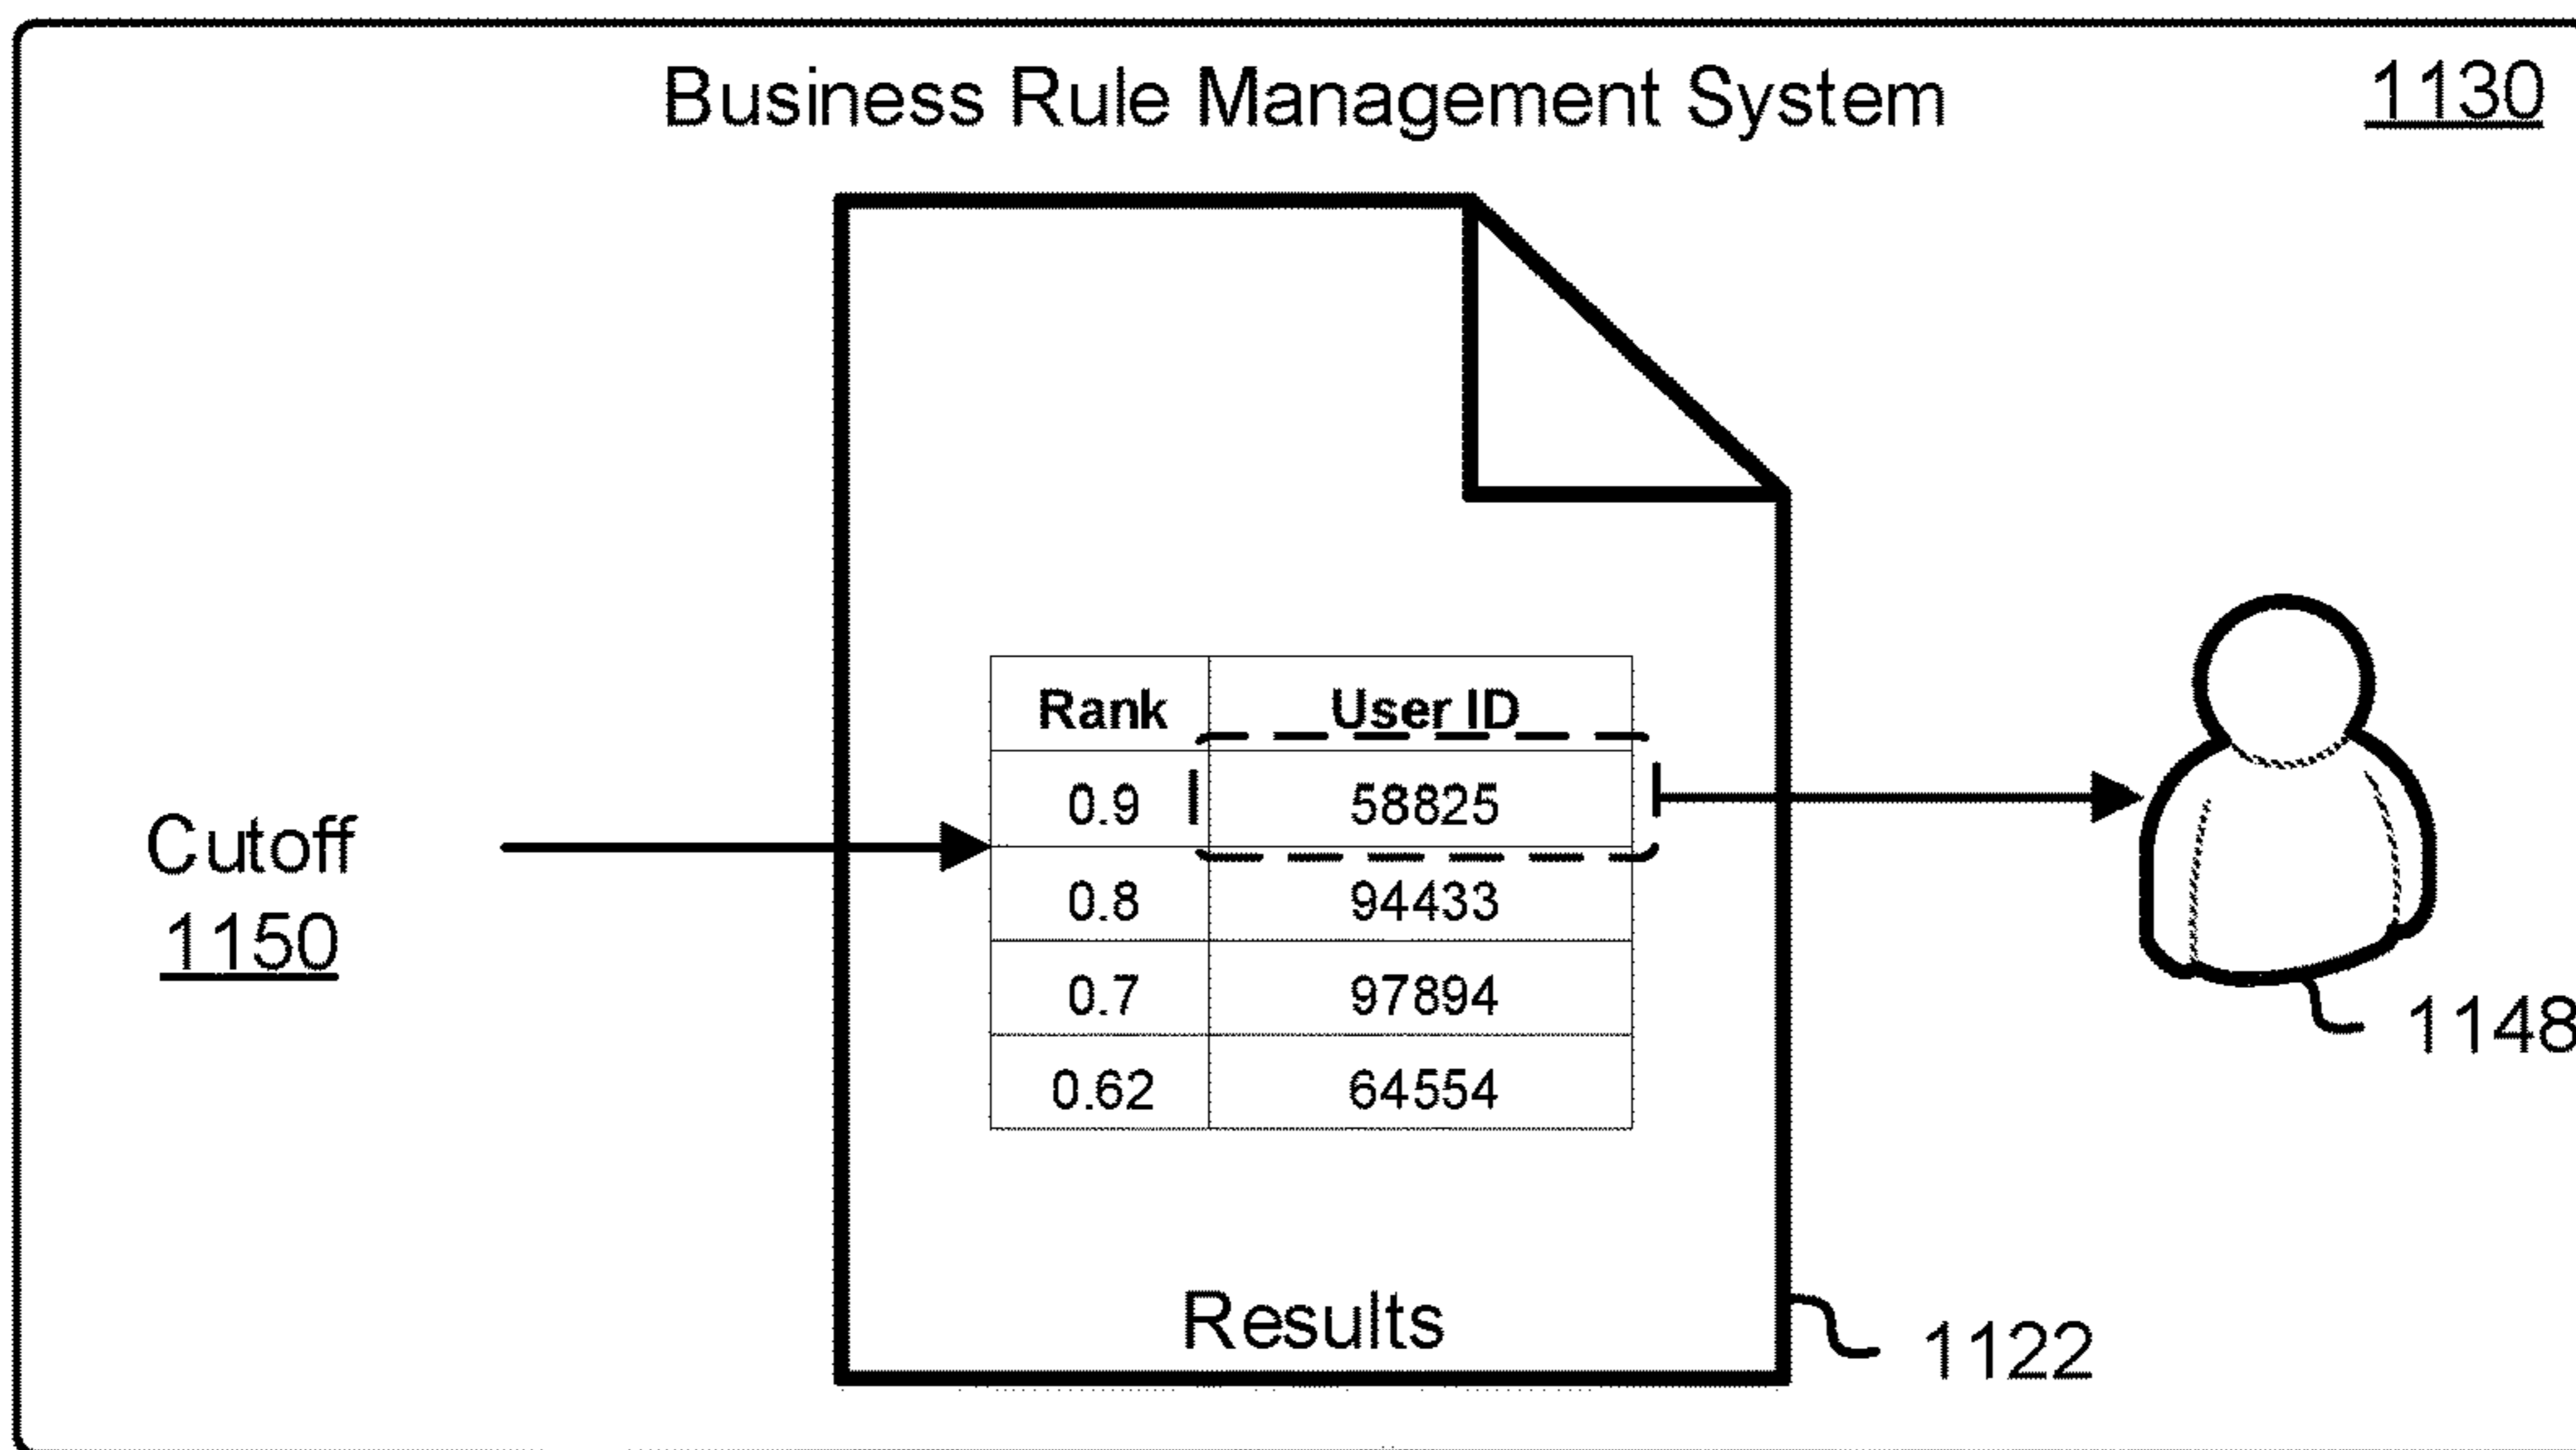 Business Rule Management System
1130
Rank User ID
0.9 58825
0.8 94433
0.7 97894
0.62 64554
Cutoff
1150
1148
Results
1122